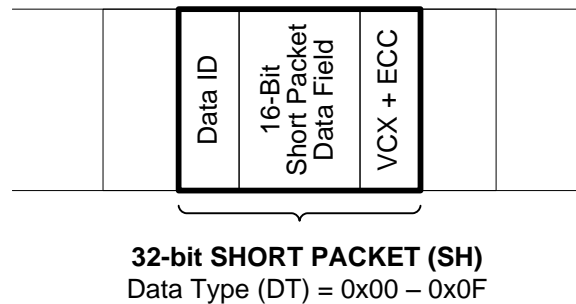 Data ID
16-Bit
Short Packet
Data Field
VCX + ECC
32-bit SHORT PACKET (SH)
Data Type (DT) = 0x00 – 0x0F